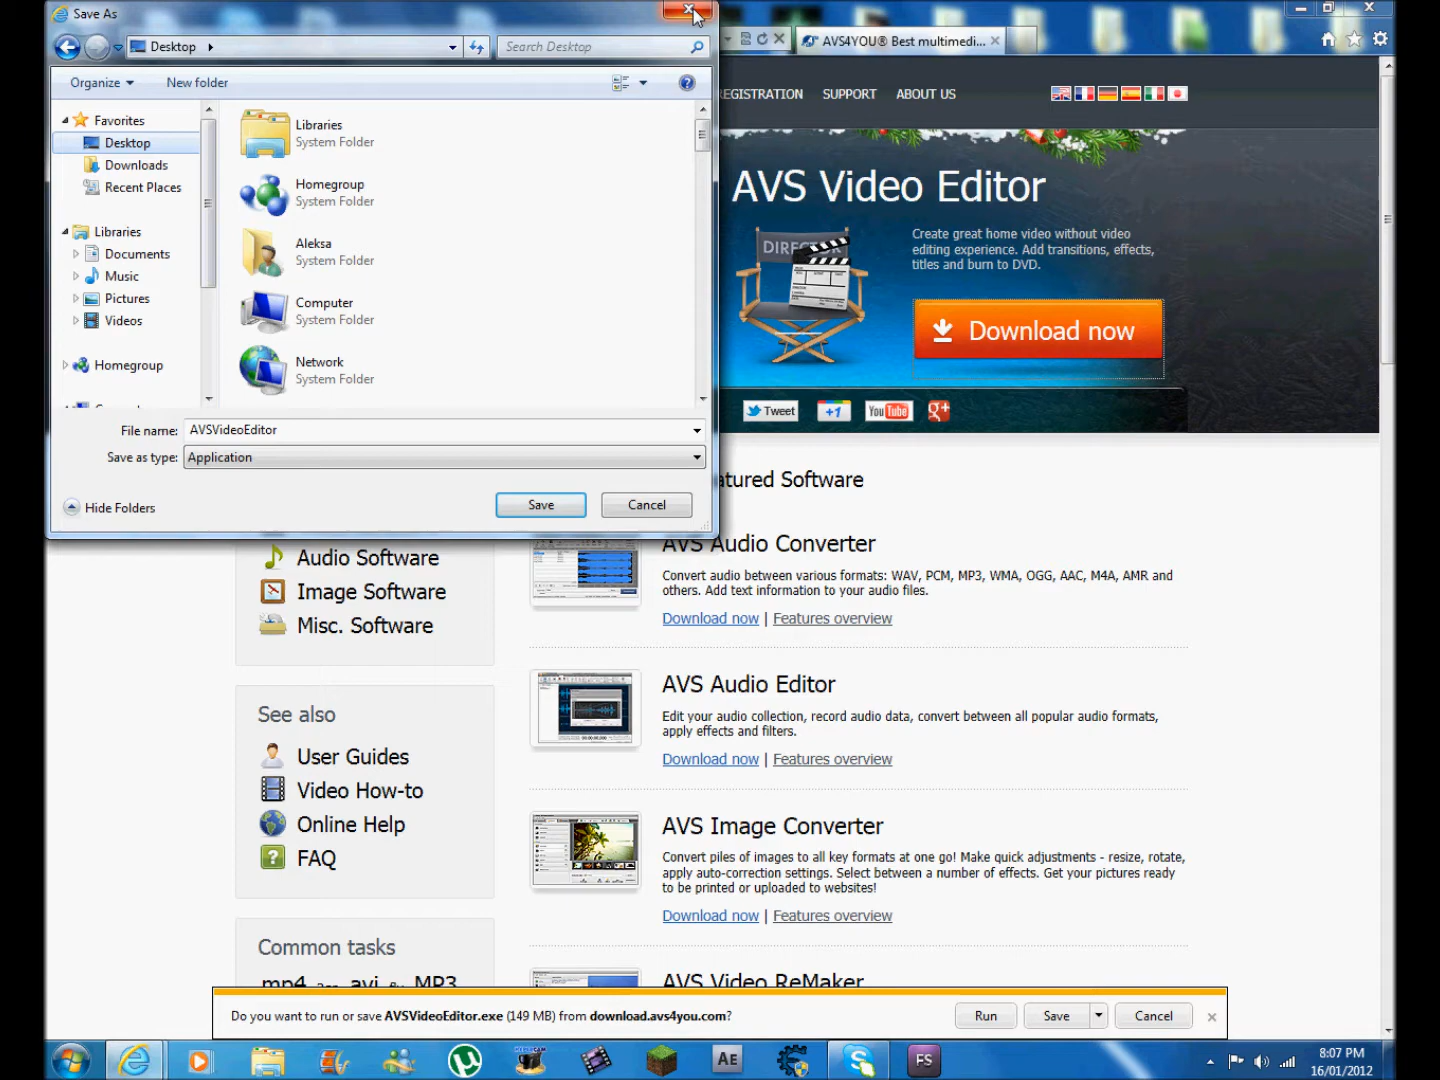 Save As
Desktop
Search Desktop
AVS4YOU® Best multimedi...
Organize
New folder
REGISTRATION
SUPPORT
ABOUT US
Favorites
Desktop
Downloads
Recent Places
Libraries
Documents
Music
Pictures
Videos
Homegroup
Libraries
System Folder
Homegroup
System Folder
Aleksa
System Folder
Computer
System Folder
Network
System Folder
File name:
AVSVideoEditor
Save as type:
Application
Hide Folders
Save
Cancel
AVS Video Editor
DIRECTOR
Create great home video without video
editing experience. Add transitions, effects,
titles and burn to DVD.
Download now
Tweet
+1
YouTube
g+
atured Software
Audio Software
Image Software
Misc. Software
See also
User Guides
Video How-to
Online Help
FAQ
Common tasks
mp4
avi
MP3
AVS Audio Converter
Convert audio between various formats: WAV, PCM, MP3, WMA, OGG, AAC, M4A, AMR and
others. Add text information to your audio files.
Download now | Features overview
AVS Audio Editor
Edit your audio collection, record audio data, convert between all popular audio formats,
apply effects and filters.
Download now | Features overview
AVS Image Converter
Convert piles of images to all key formats at one go! Make quick adjustments - resize, rotate,
apply auto-correction settings. Select between a number of effects. Get your pictures ready
to be printed or uploaded to websites!
Download now | Features overview
AVS Video ReMaker
Do you want to run or save AVSVideoEditor.exe (149 MB) from download.avs4you.com?
Run
Save
Cancel
Ae
FS
8:07 PM
16/01/2012